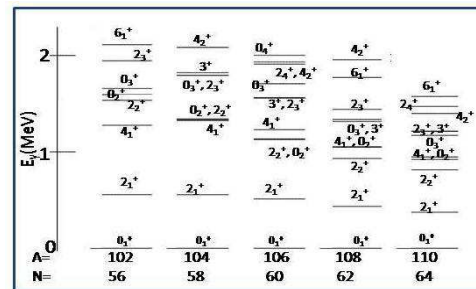 6₁⁺ 2₃⁺ 0₃⁺ 0₂⁺ 2₂⁺ 4₁⁺ 2₁⁺ 0₁⁺
4₂⁺ 3⁺ 0₃⁺, 2₃⁺ 0₂⁺, 2₂⁺ 4₁⁺ 2₁⁺ 0₁⁺
0₄⁺ 2₄⁺, 4₂⁺ 0₃⁺ 3⁺, 2₃⁺ 4₁⁺ 2₂⁺, 0₂⁺ 2₁⁺ 0₁⁺
4₂⁺ 6₁⁺ 2₃⁺ 0₃⁺, 3⁺ 4₁⁺, 0₂⁺ 2₂⁺ 2₁⁺ 0₁⁺
6₁⁺ 2₄⁺ 4₂⁺ 2₃⁺, 3⁺ 0₃⁺ 4₁⁺, 0₂⁺ 2₂⁺ 2₁⁺ 0₁⁺
2
1
0
Eᵧ(MeV)
A= 102 104 106 108 110
N= 56 58 60 62 64